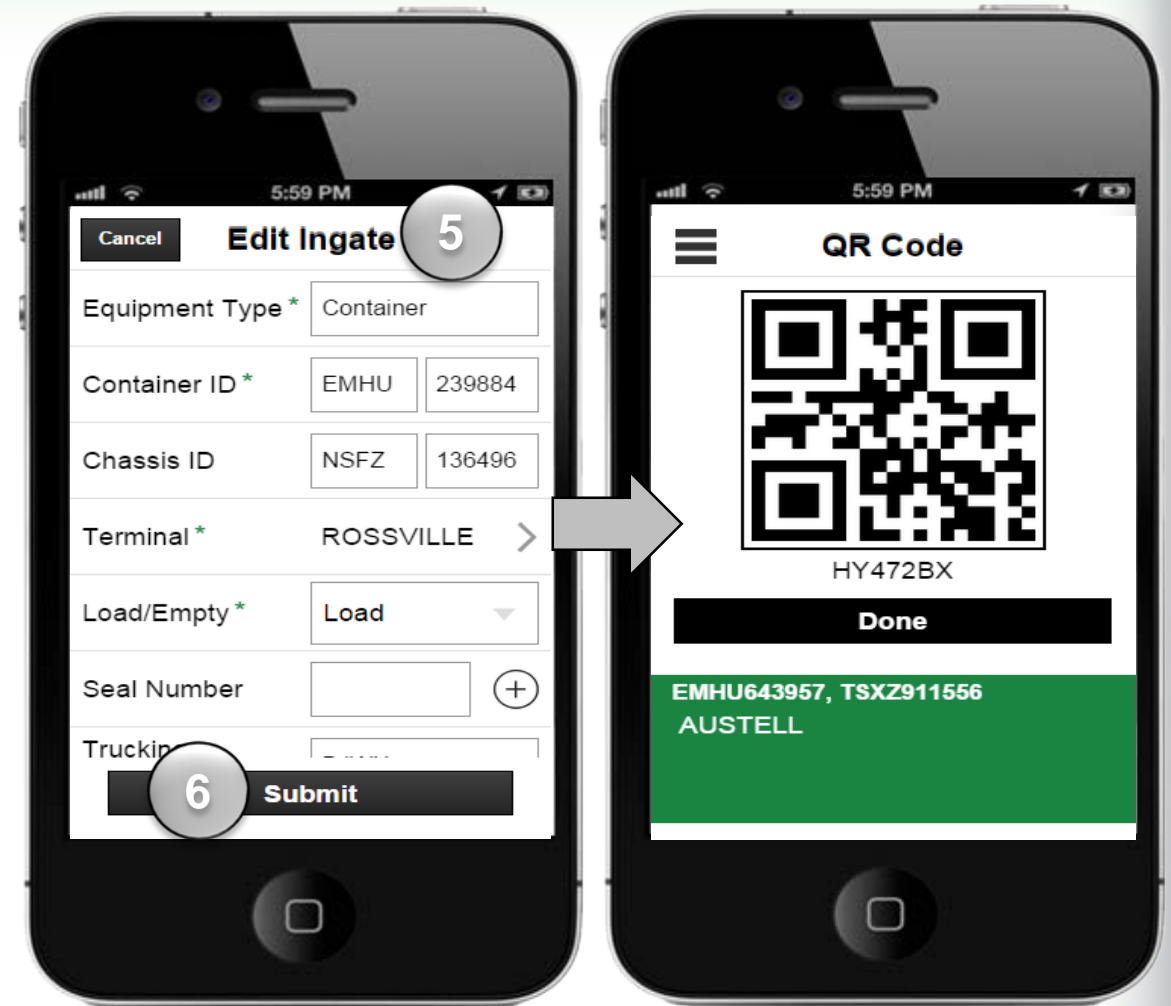 5:59 PM
Cancel Edit Ingate 5
Equipment Type * Container
Container ID * EMHU 239884
Chassis ID NSFZ 136496
Terminal * ROSSVILLE
Load/Empty * Load
Seal Number
6 Submit
5:59 PM
QR Code
HY472BX
Done
EMHU643957, TSXZ911556
AUSTELL